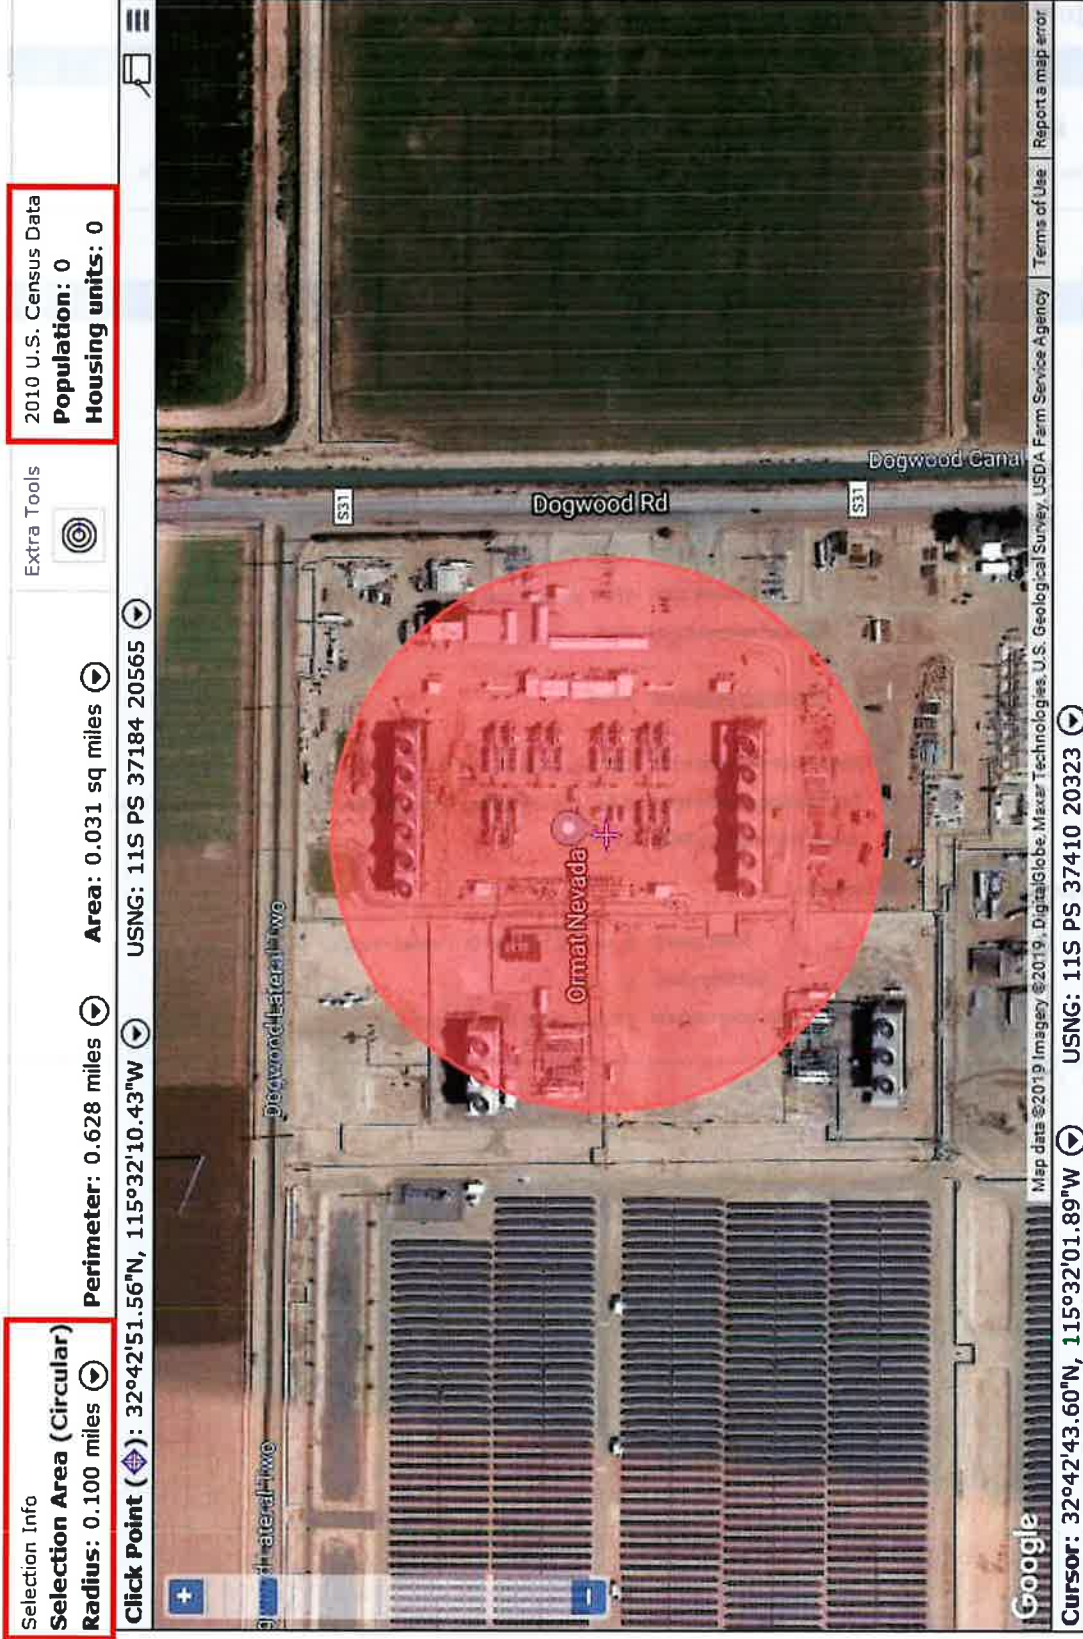 Selection Info
Selection Area (Circular)
Radius: 0.100 miles
Perimeter: 0.628 miles
Area: 0.031 sq miles
Extra Tools
2010 U.S. Census Data
Population: 0
Housing units: 0
Click Point ( ): 32°42'51.56"N, 115°32'10.43"W
USNG: 11S PS 37184 20565
Dogwood Lateral Two
Lateral Two
Ormat Nevada
S31
Dogwood Rd
S31
Dogwood Canal
Google
Map data ©2019 Imagery ©2019, DigitalGlobe, Maxar Technologies, U.S. Geological Survey, USDA Farm Service Agency
Terms of Use
Report a map error
Cursor: 32°42'43.60"N, 115°32'01.89"W
USNG: 11S PS 37410 20323